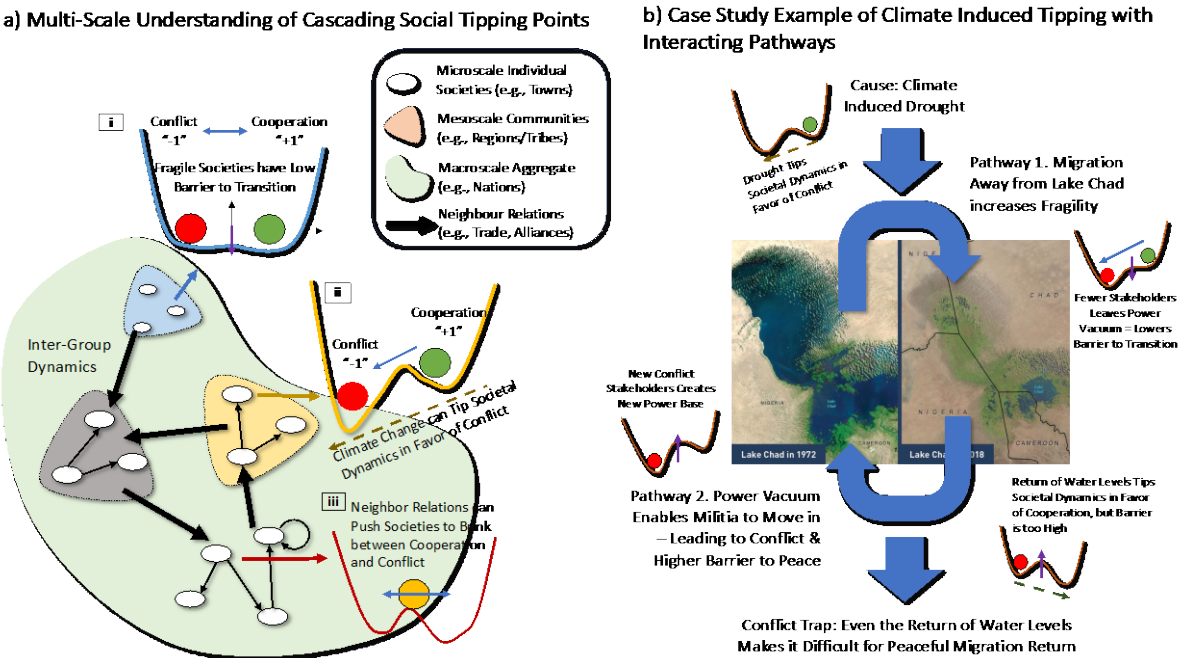 a) Multi-Scale Understanding of Cascading Social Tipping Points
Microscale Individual
Societies (e.g., Towns)
Mesoscale Communities
(e.g., Regions/Tribes)
Macroscale Aggregate
(e.g., Nations)
Neighbour Relations
(e.g., Trade, Alliances)
i
Conflict
"-1"
Cooperation
"+1"
Fragile Societies have Low
Barrier to Transition
Inter-Group
Dynamics
ii
Cooperation
"+1"
Conflict
"-1"
Climate Change can Tip Societal
Dynamics in Favor of Conflict
iii
Neighbor Relations can
Push Societies to Brink
between Cooperation
and Conflict
b) Case Study Example of Climate Induced Tipping with
Interacting Pathways
Cause: Climate
Induced Drought
Drought Tips
Societal Dynamics in
Favor of Conflict
Pathway 1. Migration
Away from Lake Chad
increases Fragility
Fewer Stakeholders
Leaves Power
Vacuum = Lowers
Barrier to Transition
CHAD
NIGERIA
NIGERIA
CAMEROON
CAMEROON
Lake Chad in 1972
Lake Cha 018
New Conflict
Stakeholders Creates
New Power Base
Pathway 2. Power Vacuum
Enables Militia to Move in
– Leading to Conflict &
Higher Barrier to Peace
Return of Water Levels Tips
Societal Dynamics in Favor
of Cooperation, but Barrier
is too High
Conflict Trap: Even the Return of Water Levels
Makes it Difficult for Peaceful Migration Return